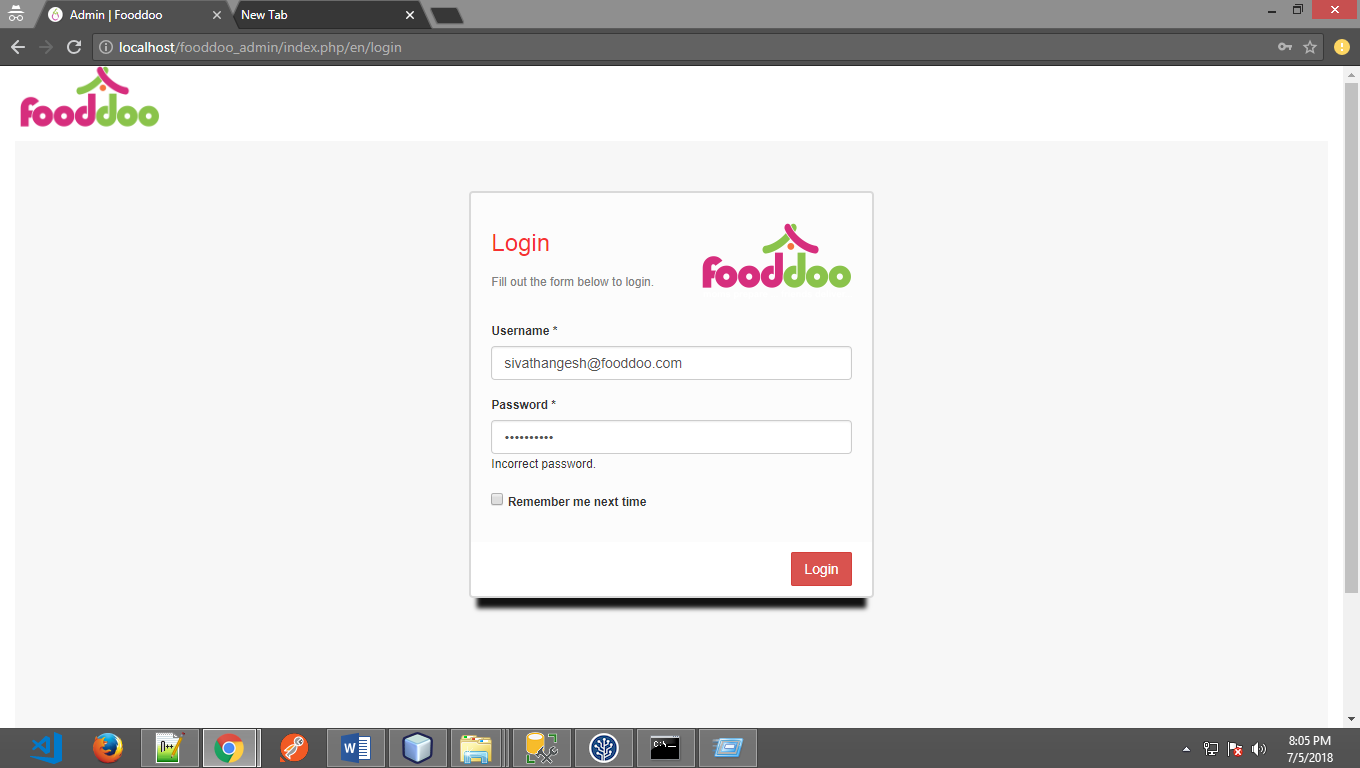 Admin | Fooddoo
New Tab
localhost/fooddoo_admin/index.php/en/login
fooddoo
Login
fooddoo
Fill out the form below to login.
Username *
sivathangesh@fooddoo.com
Password *
••••••••••
Incorrect password.
Remember me next time
Login
8:05 PM
7/5/2018